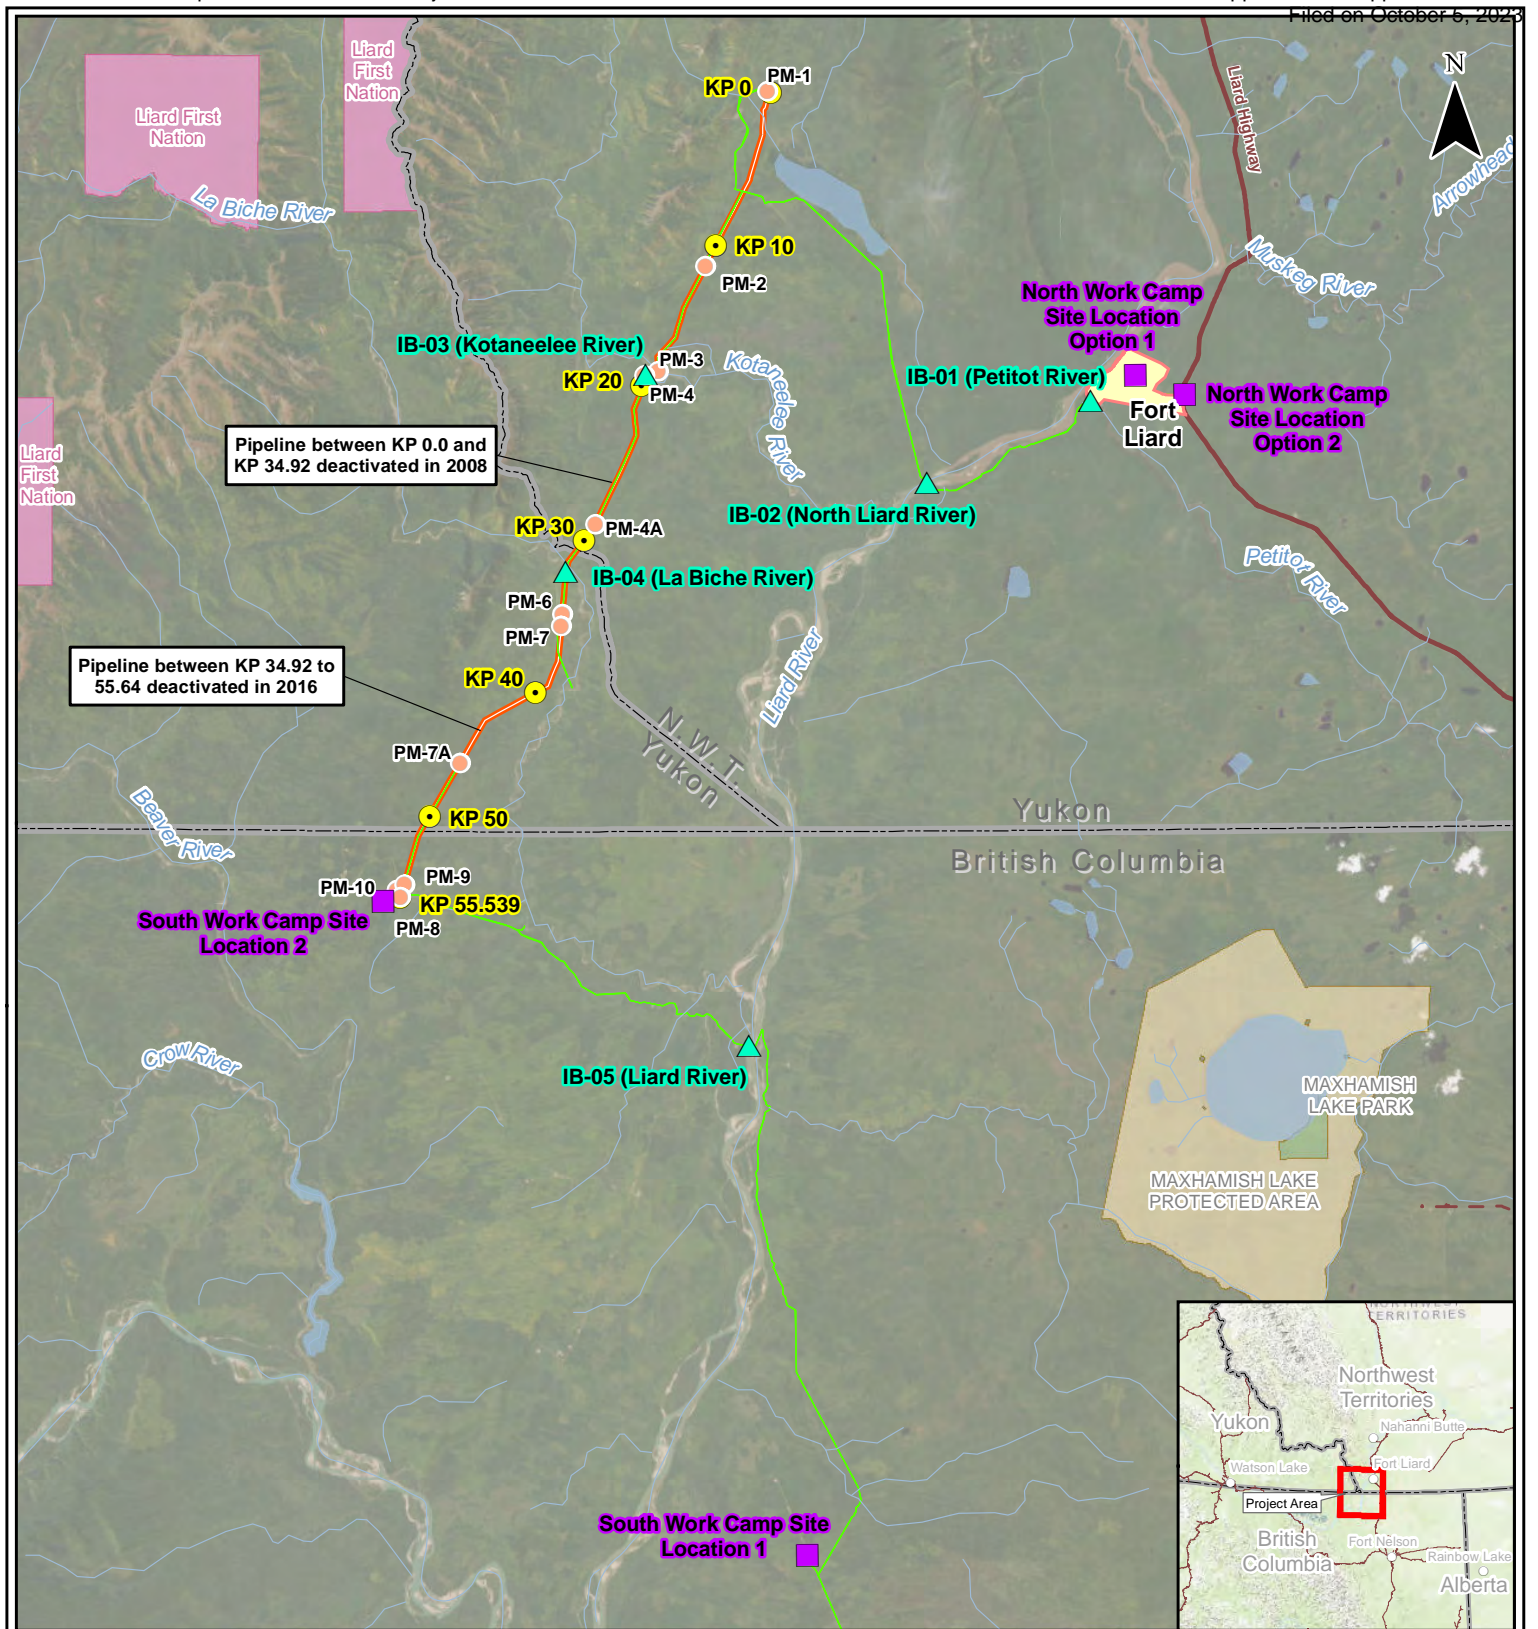 Filed on October 5, 2023
N
Liard
First
Nation
Liard First
Nation
La Biche River
KP 0
PM-1
Liard Highway
Arrowhead
KP 10
PM-2
Muskeg River
North Work Camp
Site Location
Option 1
IB-03 (Kotaneelee River)
PM-3
KP 20
PM-4
Kotaneelee River
IB-01 (Petitot River)
Fort
Liard
North Work Camp
Site Location
Option 2
Liard
First
Nation
Pipeline between KP 0.0 and
KP 34.92 deactivated in 2008
IB-02 (North Liard River)
KP 30
PM-4A
IB-04 (La Biche River)
Petitot River
PM-6
PM-7
Pipeline between KP 34.92 to
55.64 deactivated in 2016
KP 40
Liard River
N. W. T.
Yukon
PM-7A
Beaver River
KP 50
Yukon
British Columbia
PM-10
PM-9
KP 55.539
PM-8
South Work Camp Site
Location 2
Crow River
IB-05 (Liard River)
MAXHAMISH
LAKE PARK
MAXHAMISH LAKE
PROTECTED AREA
South Work Camp Site
Location 1
NORTHWEST
TERRITORIES
Northwest
Territories
Yukon
Nahanni Butte
Watson Lake
Fort Liard
Project Area
British
Columbia
Fort Nelson
Rainbow Lake
Alberta